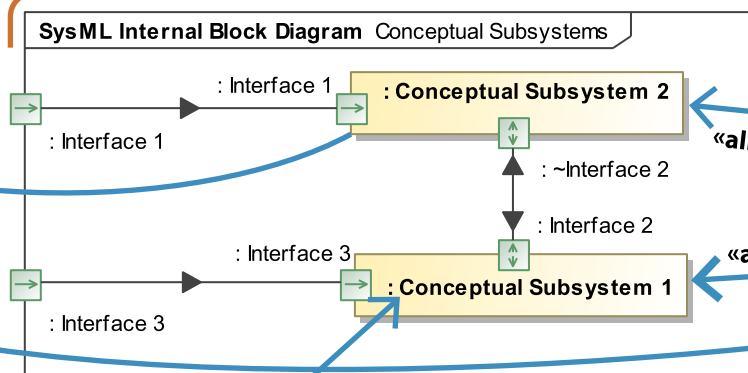 SysML Internal Block Diagram Conceptual Subsystems
: Interface 1
: Conceptual Subsystem 2
: Interface 1
: ~Interface 2
: Interface 2
: Interface 3
: Conceptual Subsystem 1
: Interface 3